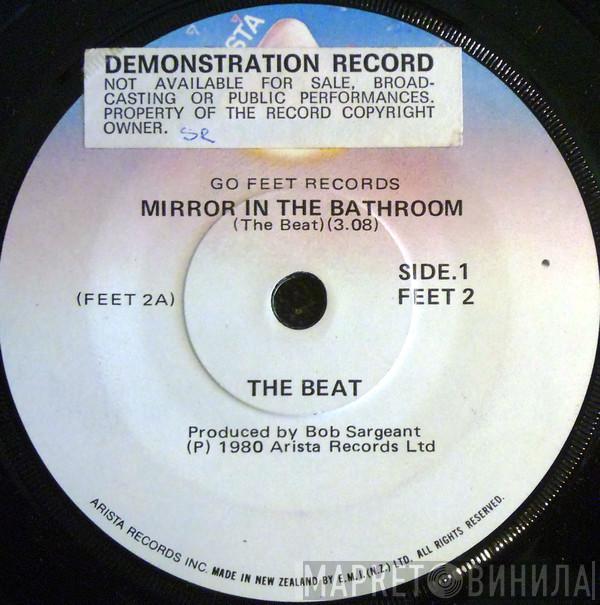 ARISTA
DEMONSTRATION RECORD
NOT AVAILABLE FOR SALE, BROAD-
CASTING OR PUBLIC PERFORMANCES.
PROPERTY OF THE RECORD COPYRIGHT
OWNER. SR
GO FEET RECORDS
MIRROR IN THE BATHROOM
(The Beat) (3.08)
SIDE.1
(FEET 2A)
FEET 2
THE BEAT
Produced by Bob Sargeant
(P) 1980 Arista Records Ltd
ARISTA RECORDS INC. MADE IN NEW ZEALAND BY E.M.I.(N.Z.) LTD. ALL RIGHTS RESERVED.
МАРКЕТ ВИНИЛА